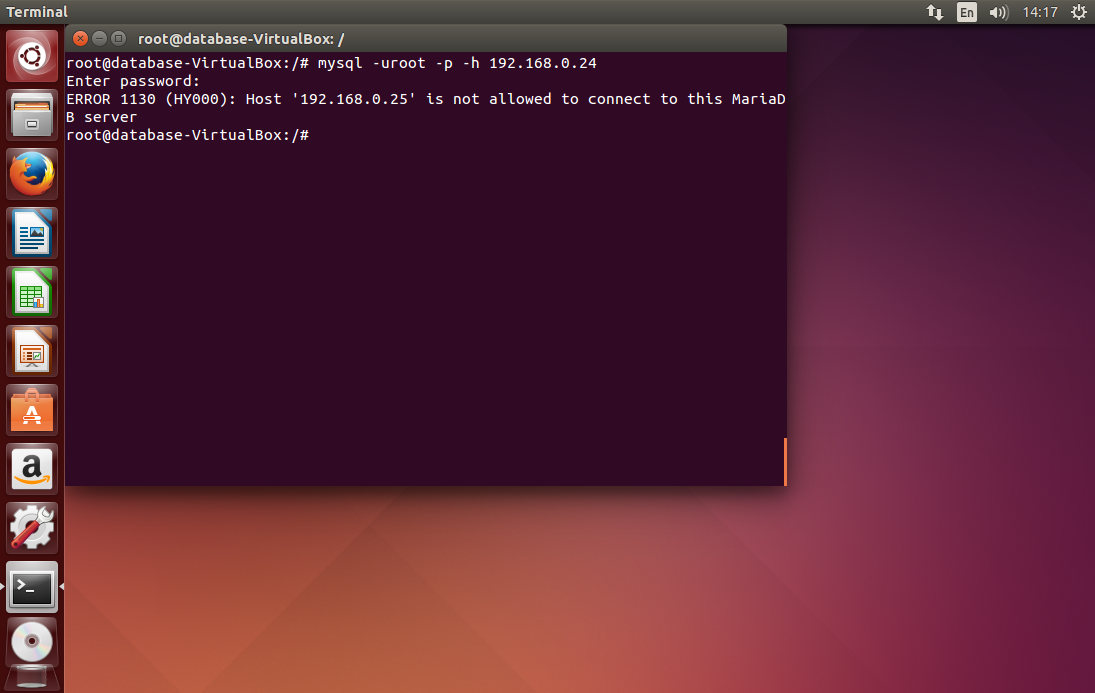 Terminal
En
14:17
root@database-VirtualBox: /
root@database-VirtualBox:/# mysql -uroot -p -h 192.168.0.24
Enter password:
ERROR 1130 (HY000): Host '192.168.0.25' is not allowed to connect to this MariaD
B server
root@database-VirtualBox:/#